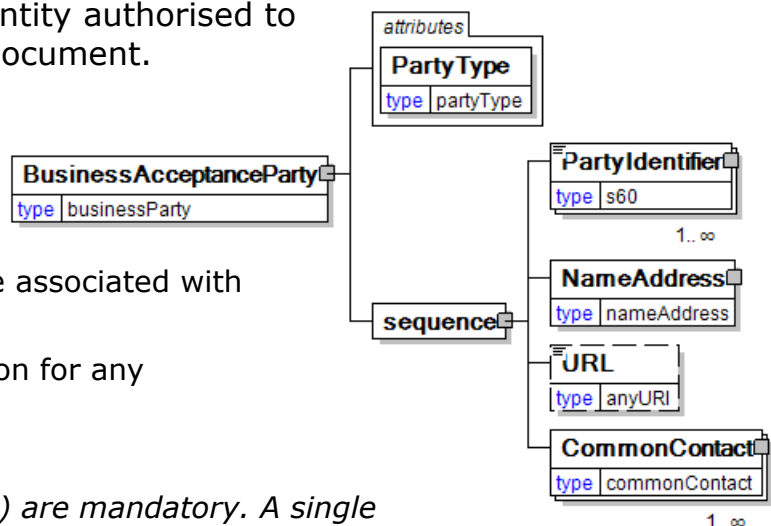 ntity authorised to
ocument.
attributes
PartyType
type partyType
BusinessAcceptanceParty
type businessParty
PartyIdentifier
type s60
1.. ∞
e associated with
NameAddress
type nameAddress
sequence
on for any
URL
type anyURI
CommonContact
type commonContact
) are mandatory. A single
1.. ∞